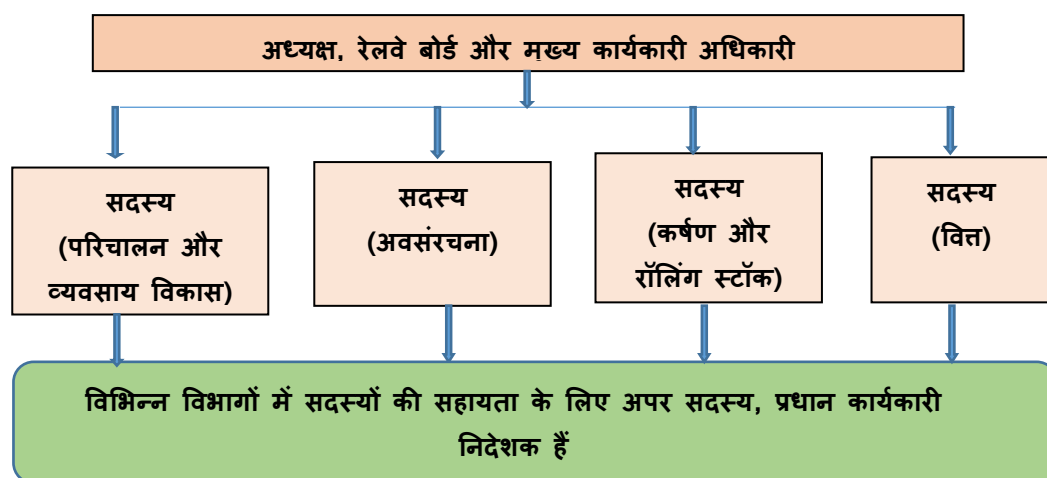 अध्यक्ष, रेलवे बोर्ड और मुख्य कार्यकारी अधिकारी
सदस्य
(परिचालन और
व्यवसाय विकास)
सदस्य
(अवसंरचना)
सदस्य
(कर्षण और
रॉलिंग स्टॉक)
सदस्य
(वित्त)
विभिन्न विभागों में सदस्यों की सहायता के लिए अपर सदस्य, प्रधान कार्यकारी
निदेशक हैं